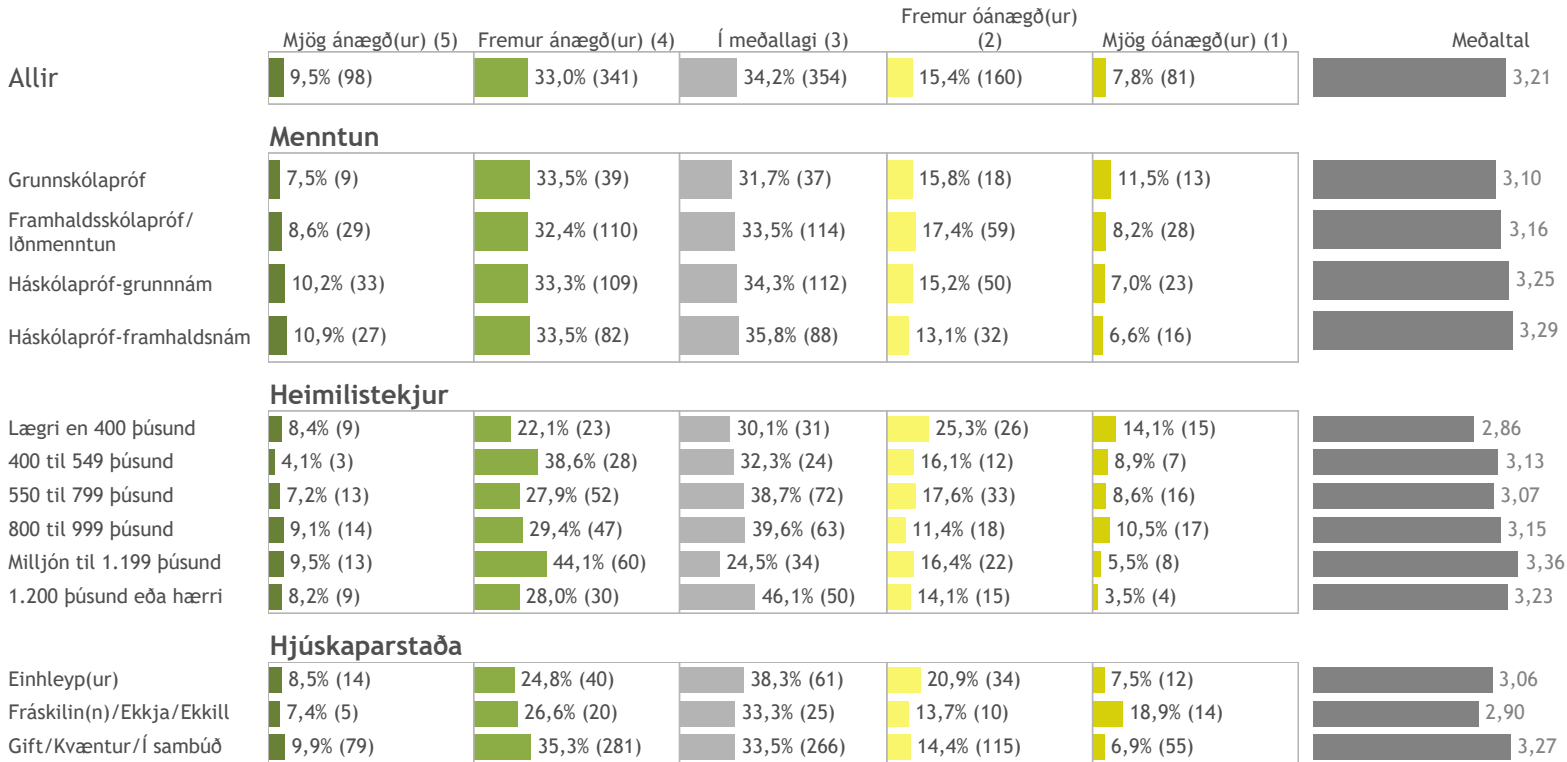 Mjög ánægð(ur) (5) Fremur ánægð(ur) (4) Í meðallagi (3) Fremur óánægð(ur) (2) Mjög óánægð(ur) (1) Meðaltal
Allir 9,5% (98) 33,0% (341) 34,2% (354) 15,4% (160) 7,8% (81) 3,21
Menntun
Grunnskólapróf 7,5% (9) 33,5% (39) 31,7% (37) 15,8% (18) 11,5% (13) 3,10
Framhaldsskólapróf/
Iðnmenntun 8,6% (29) 32,4% (110) 33,5% (114) 17,4% (59) 8,2% (28) 3,16
Háskólapróf-grunnnám 10,2% (33) 33,3% (109) 34,3% (112) 15,2% (50) 7,0% (23) 3,25
Háskólapróf-framhaldsnám 10,9% (27) 33,5% (82) 35,8% (88) 13,1% (32) 6,6% (16) 3,29
Heimilistekjur
Lægri en 400 þúsund 8,4% (9) 22,1% (23) 30,1% (31) 25,3% (26) 14,1% (15) 2,86
400 til 549 þúsund 4,1% (3) 38,6% (28) 32,3% (24) 16,1% (12) 8,9% (7) 3,13
550 til 799 þúsund 7,2% (13) 27,9% (52) 38,7% (72) 17,6% (33) 8,6% (16) 3,07
800 til 999 þúsund 9,1% (14) 29,4% (47) 39,6% (63) 11,4% (18) 10,5% (17) 3,15
Milljón til 1.199 þúsund 9,5% (13) 44,1% (60) 24,5% (34) 16,4% (22) 5,5% (8) 3,36
1.200 þúsund eða hærri 8,2% (9) 28,0% (30) 46,1% (50) 14,1% (15) 3,5% (4) 3,23
Hjúskaparstaða
Einhleyp(ur) 8,5% (14) 24,8% (40) 38,3% (61) 20,9% (34) 7,5% (12) 3,06
Fráskilin(n)/Ekkja/Ekkill 7,4% (5) 26,6% (20) 33,3% (25) 13,7% (10) 18,9% (14) 2,90
Gift/Kvæntur/Í sambúð 9,9% (79) 35,3% (281) 33,5% (266) 14,4% (115) 6,9% (55) 3,27